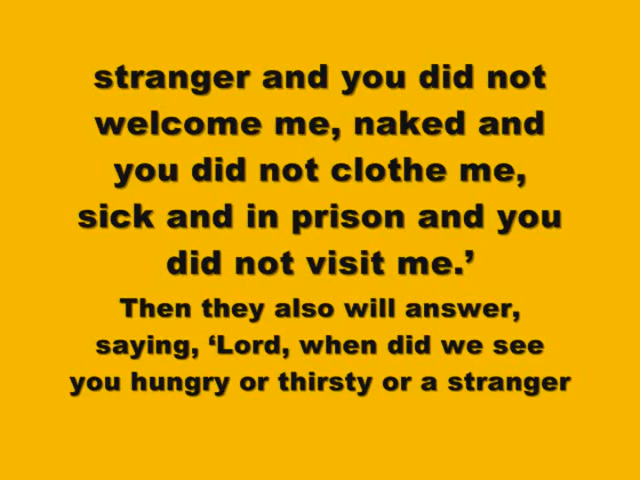 stranger and you did not
welcome me, naked and
you did not clothe me,
sick and in prison and you
did not visit me.’
Then they also will answer,
saying, ‘Lord, when did we see
you hungry or thirsty or a stranger